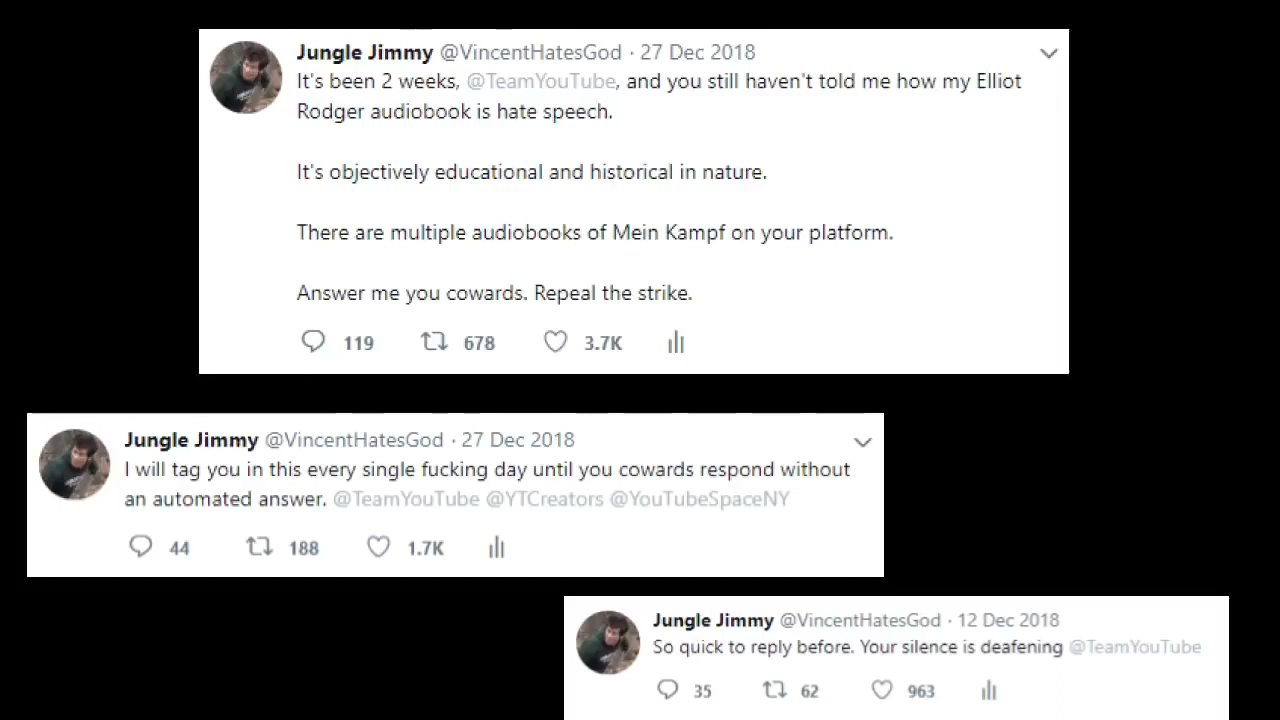 Jungle Jimmy @VincentHatesGod · 27 Dec 2018
It's been 2 weeks, @TeamYouTube, and you still haven't told me how my Elliot
Rodger audiobook is hate speech.
It's objectively educational and historical in nature.
There are multiple audiobooks of Mein Kampf on your platform.
Answer me you cowards. Repeal the strike.
119 678 3.7K
Jungle Jimmy @VincentHatesGod · 27 Dec 2018
I will tag you in this every single fucking day until you cowards respond without
an automated answer. @TeamYouTube @YTCreators @YouTubeSpaceNY
44 188 1.7K
Jungle Jimmy @VincentHatesGod · 12 Dec 2018
So quick to reply before. Your silence is deafening @TeamYouTube
35 62 963